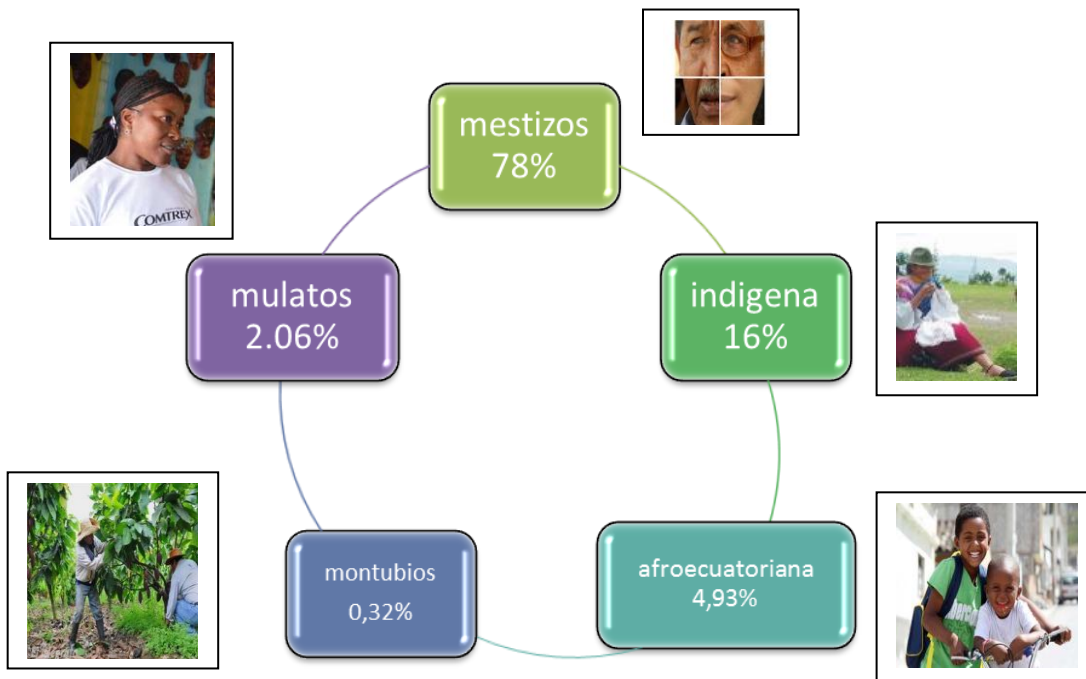 mestizos
78%
indigena
16%
afroecuatoriana
4,93%
montubios
0,32%
mulatos
2.06%
COMTREX